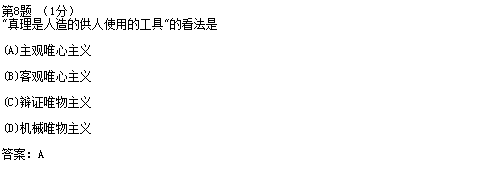 第8题 （1分）
“真理是人造的供人使用的工具”的看法是
(A)主观唯心主义
(B)客观唯心主义
(C)辩证唯物主义
(D)机械唯物主义
答案：A